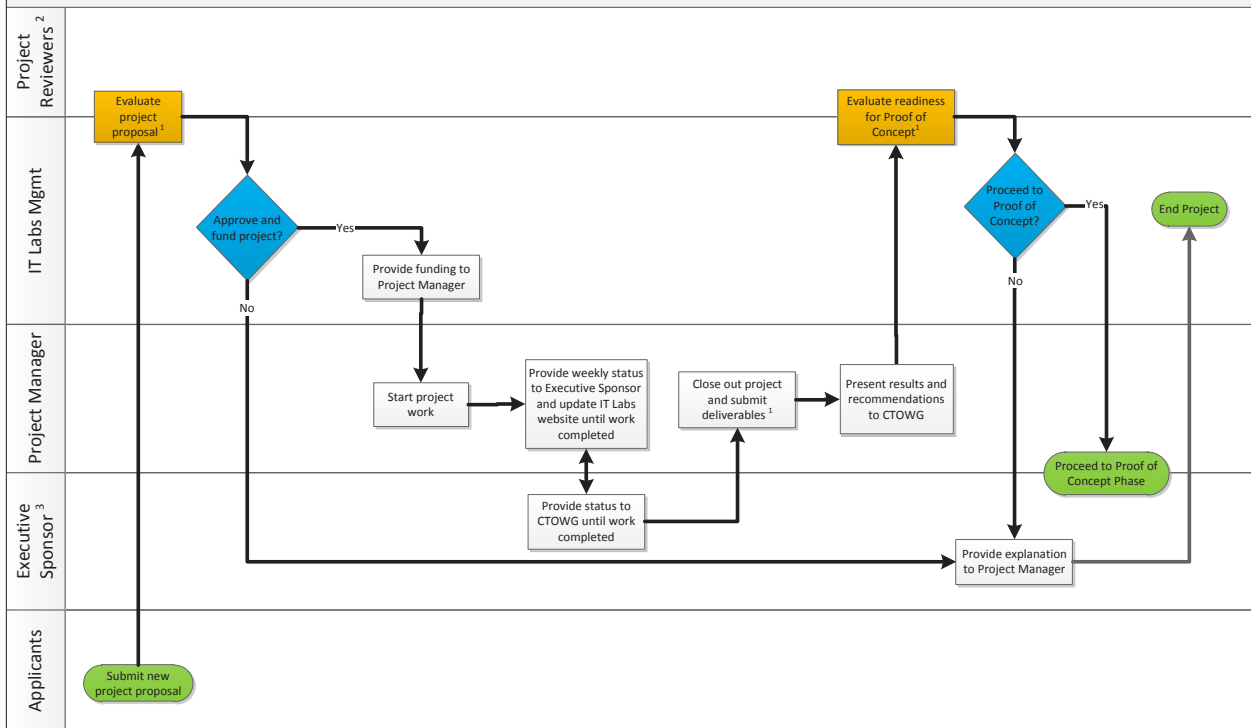 Project
Reviewers 2
Evaluate
project
proposal 1
Evaluate readiness
for Proof of
Concept1
IT Labs Mgmt
Approve and
fund project?
Yes
No
Provide funding to
Project Manager
Proceed to
Proof of
Concept?
Yes
No
End Project
Project Manager
Start project
work
Provide weekly status
to Executive Sponsor
and update IT Labs
website until work
completed
Close out project
and submit
deliverables 1
Present results and
recommendations
to CTOWG
Proceed to Proof of
Concept Phase
Executive
Sponsor 3
Provide status to
CTOWG until work
completed
Provide explanation
to Project Manager
Applicants
Submit new
project proposal